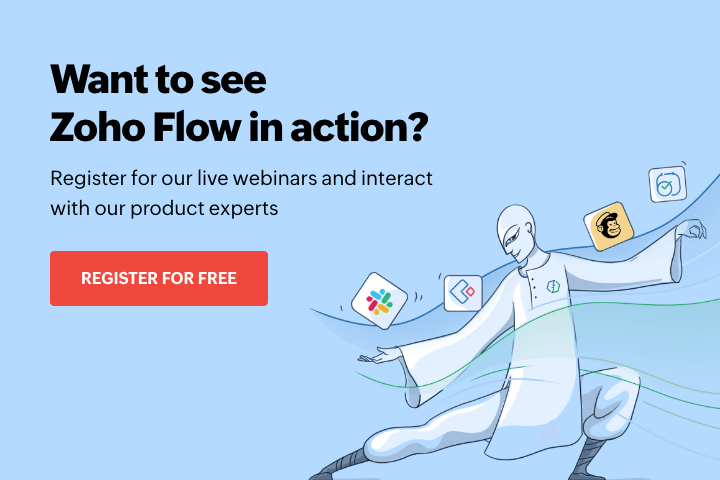 Want to see
Zoho Flow in action?
Register for our live webinars and interact
with our product experts
REGISTER FOR FREE